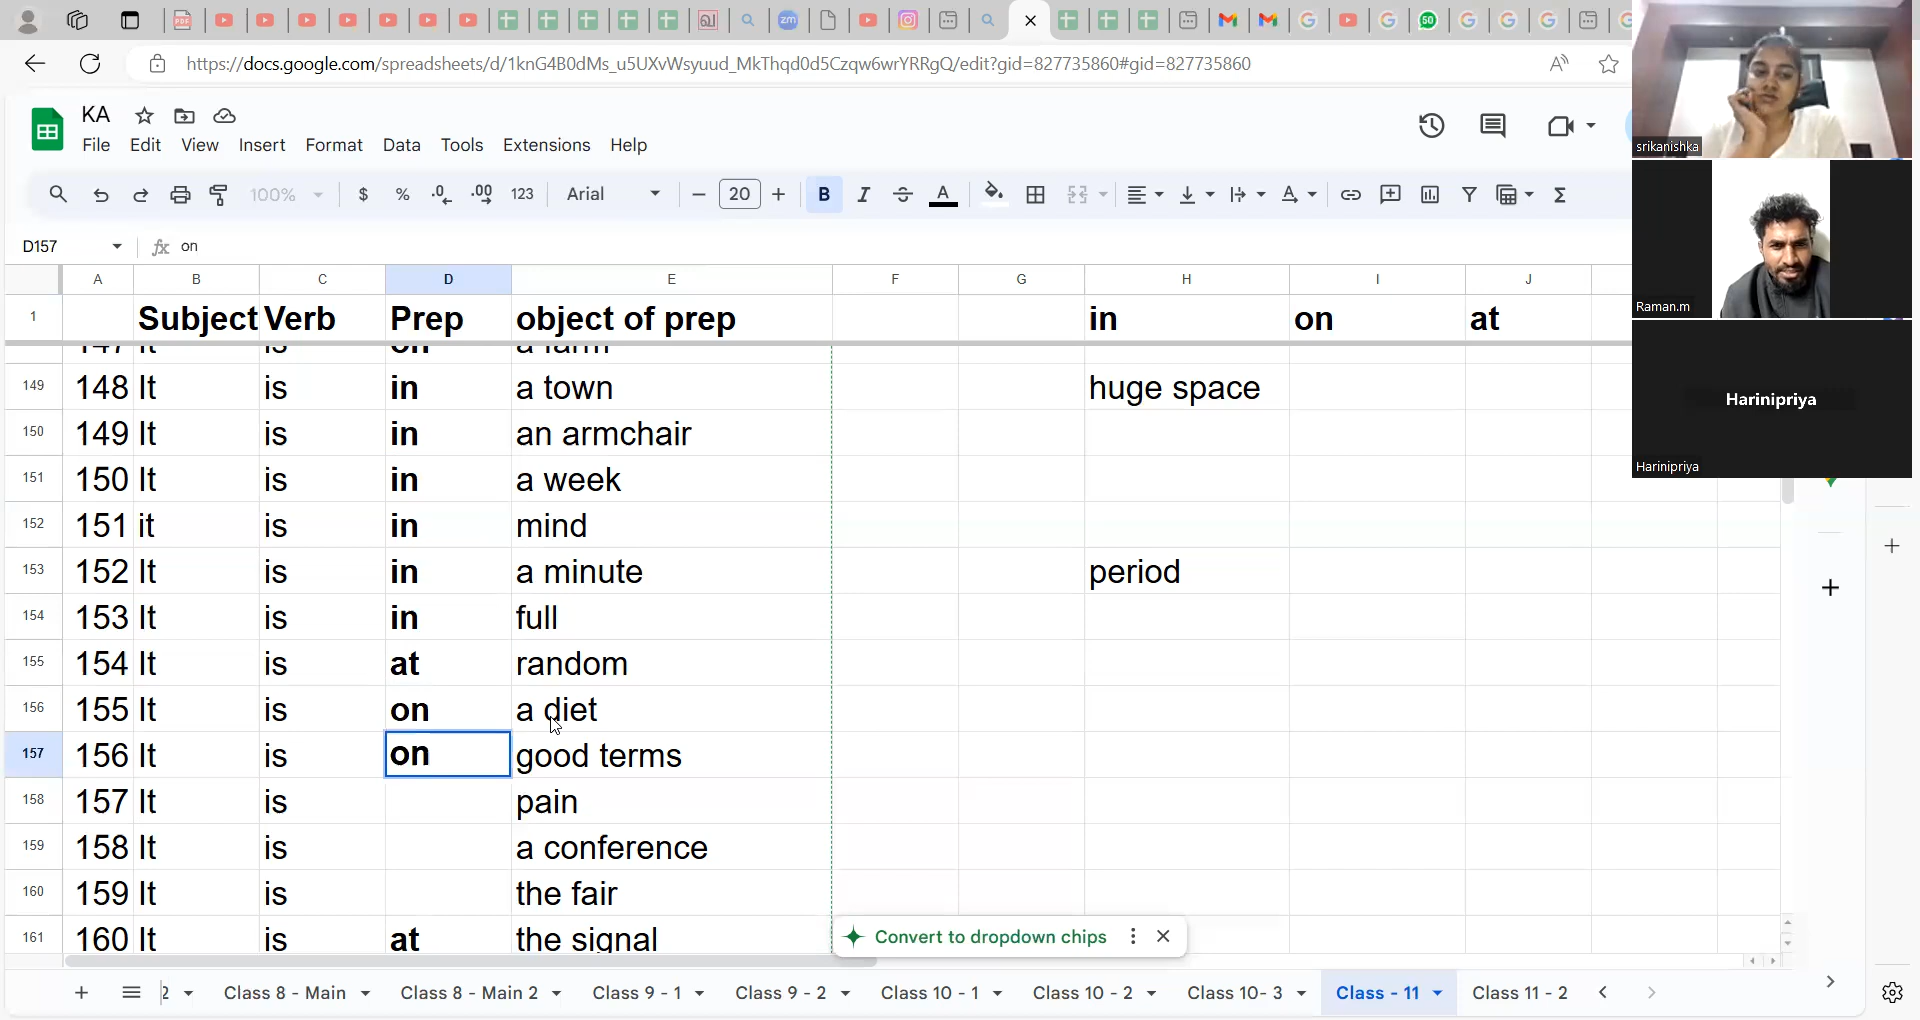 https://docs.google.com/spreadsheets/d/1knG4B0dMs_u5UXvWsyuud_MkThqd0d5Czqw6wrYRRgQ/edit?gid=827735860#gid=827735860
KA
File Edit View Insert Format Data Tools Extensions Help
100% $ % .0 .00 123 Arial 20 B I A Σ
D157 fx on
A B C D E F G H I J
1 Subject Verb Prep object of prep in on at
149 148 It is in a town huge space
150 149 It is in an armchair
151 150 It is in a week
152 151 it is in mind
153 152 It is in a minute period
154 153 It is in full
155 154 It is at random
156 155 It is on a diet
157 156 It is on good terms
158 157 It is pain
159 158 It is a conference
160 159 It is the fair
161 160 It is at the signal
Convert to dropdown chips
2 Class 8 - Main Class 8 - Main 2 Class 9 - 1 Class 9 - 2 Class 10 - 1 Class 10 - 2 Class 10- 3 Class - 11 Class 11 - 2
srikanishka
Raman.m
Harinipriya
Harinipriya